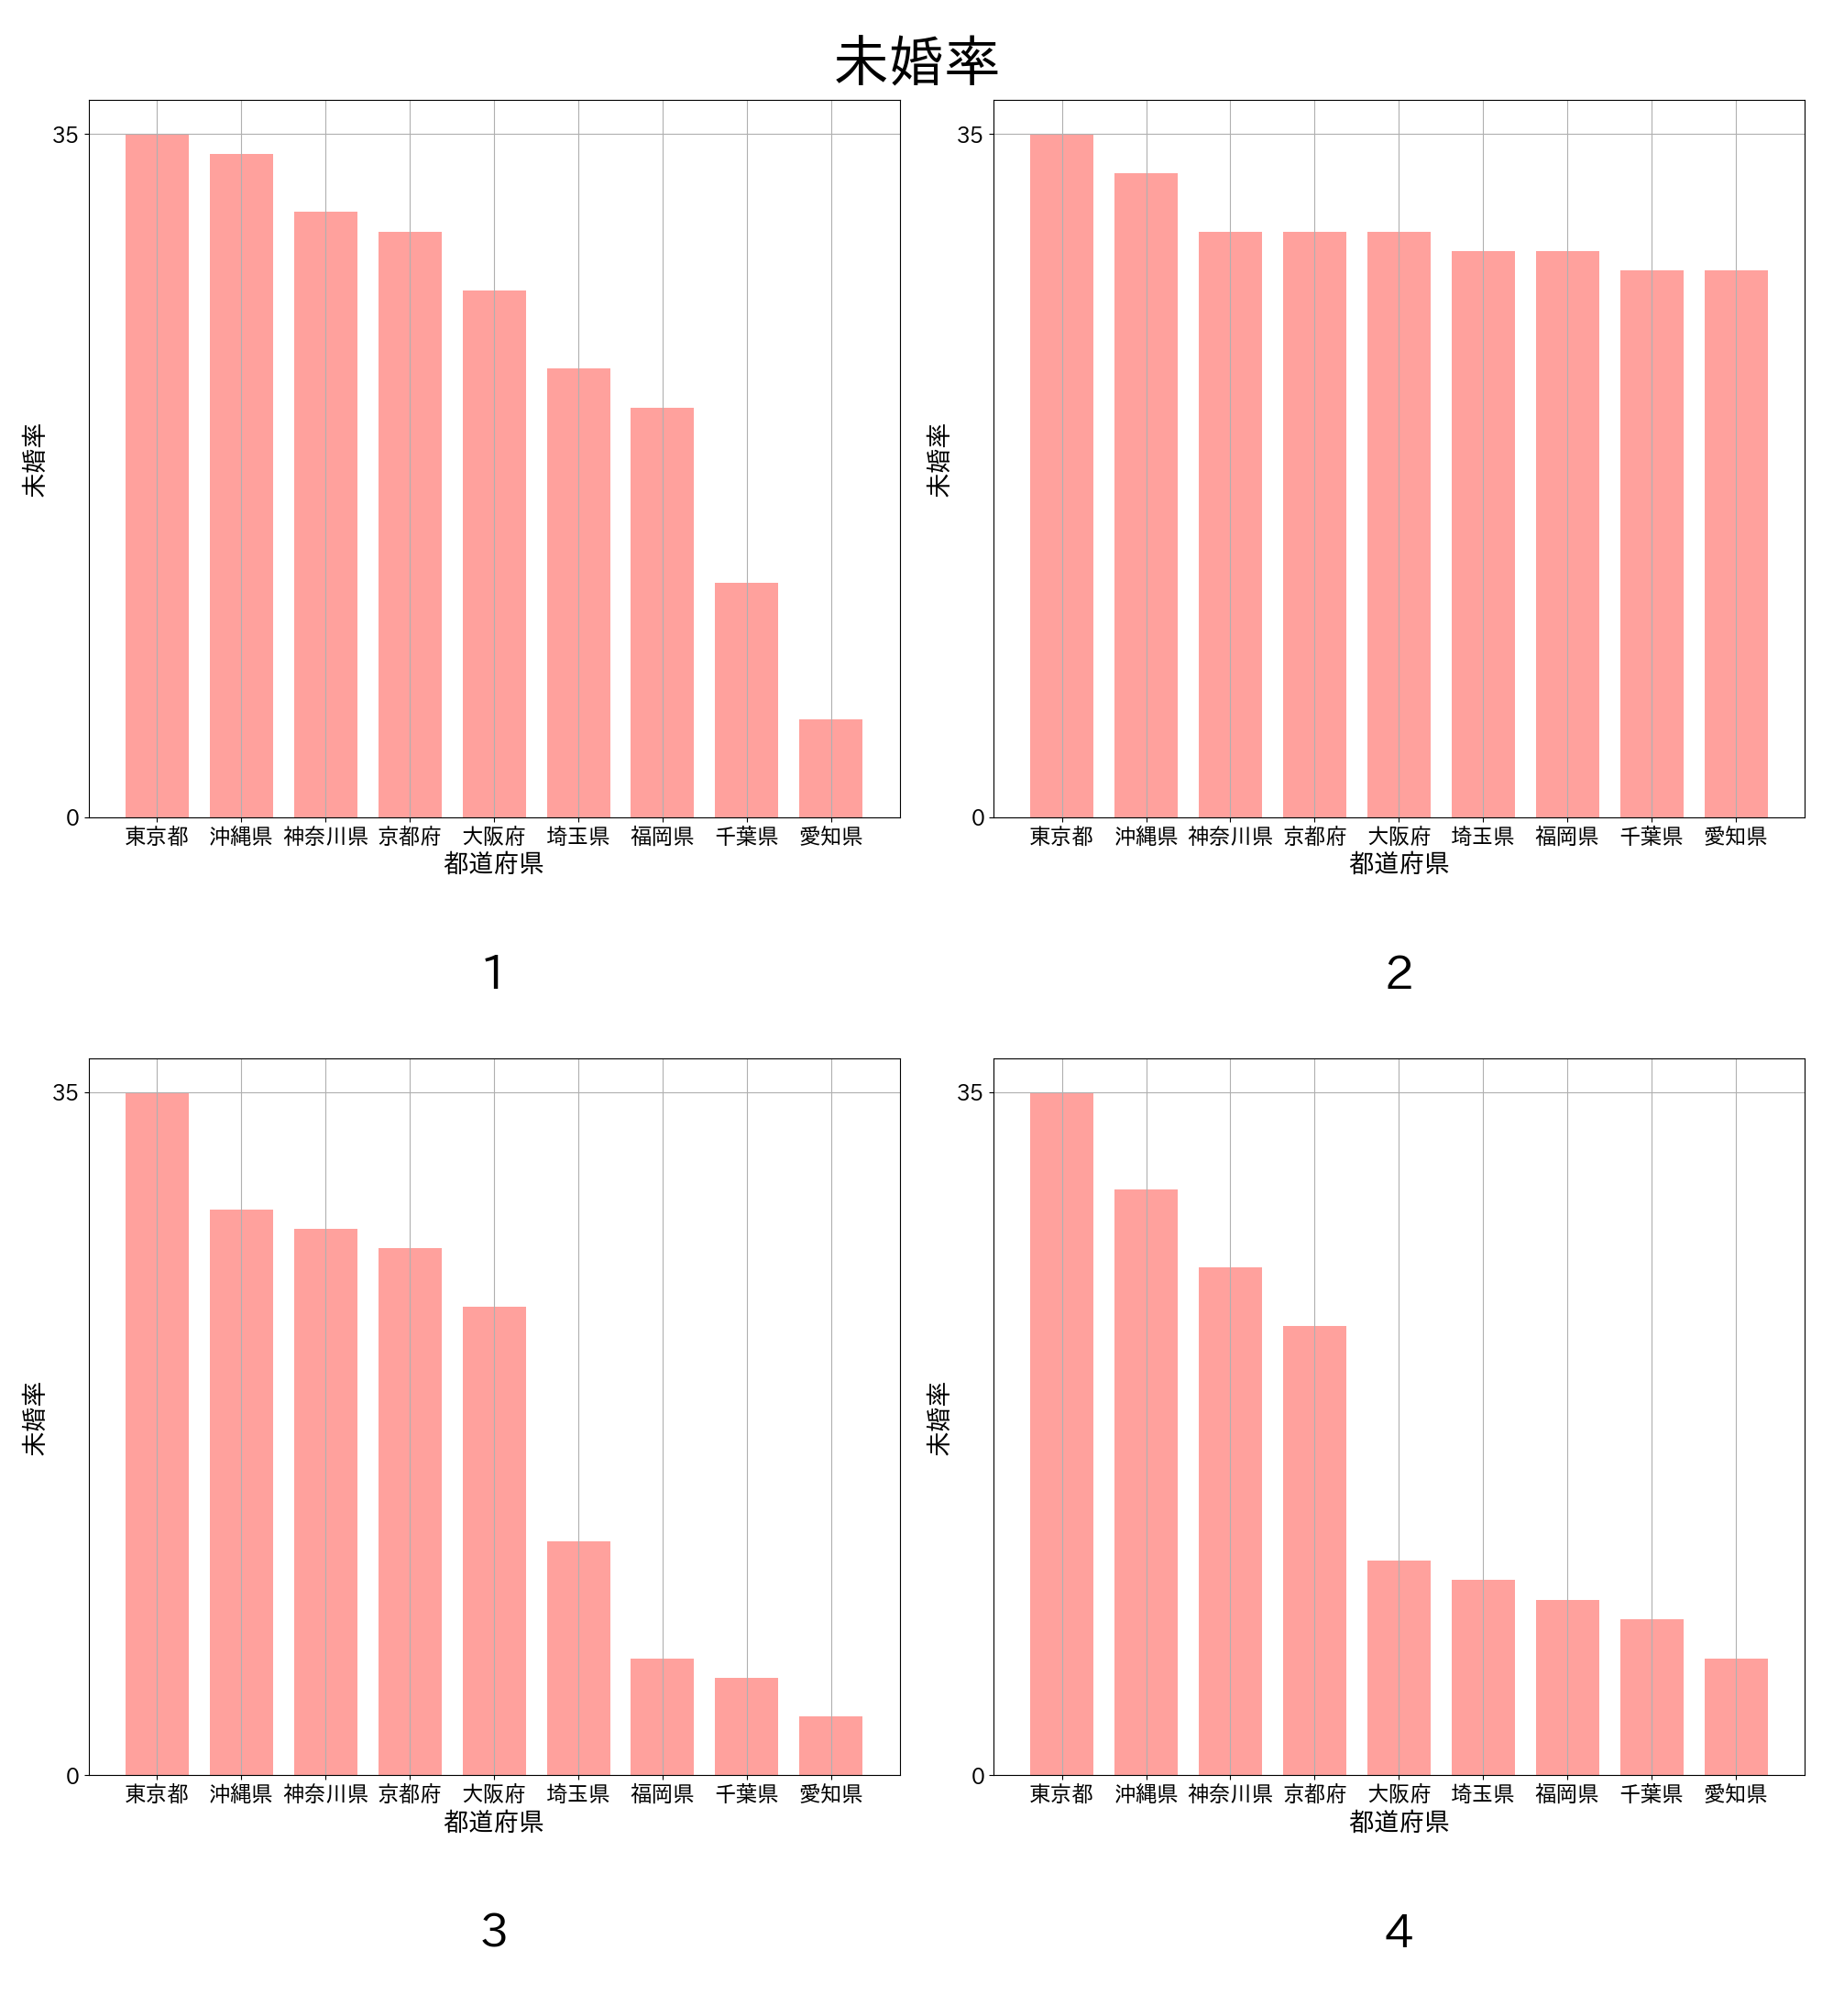 未婚率
35
0
未婚率
東京都 沖縄県 神奈川県 京都府 大阪府 埼玉県 福岡県 千葉県 愛知県
都道府県
1
35
0
未婚率
東京都 沖縄県 神奈川県 京都府 大阪府 埼玉県 福岡県 千葉県 愛知県
都道府県
2
35
0
未婚率
東京都 沖縄県 神奈川県 京都府 大阪府 埼玉県 福岡県 千葉県 愛知県
都道府県
3
35
0
未婚率
東京都 沖縄県 神奈川県 京都府 大阪府 埼玉県 福岡県 千葉県 愛知県
都道府県
4